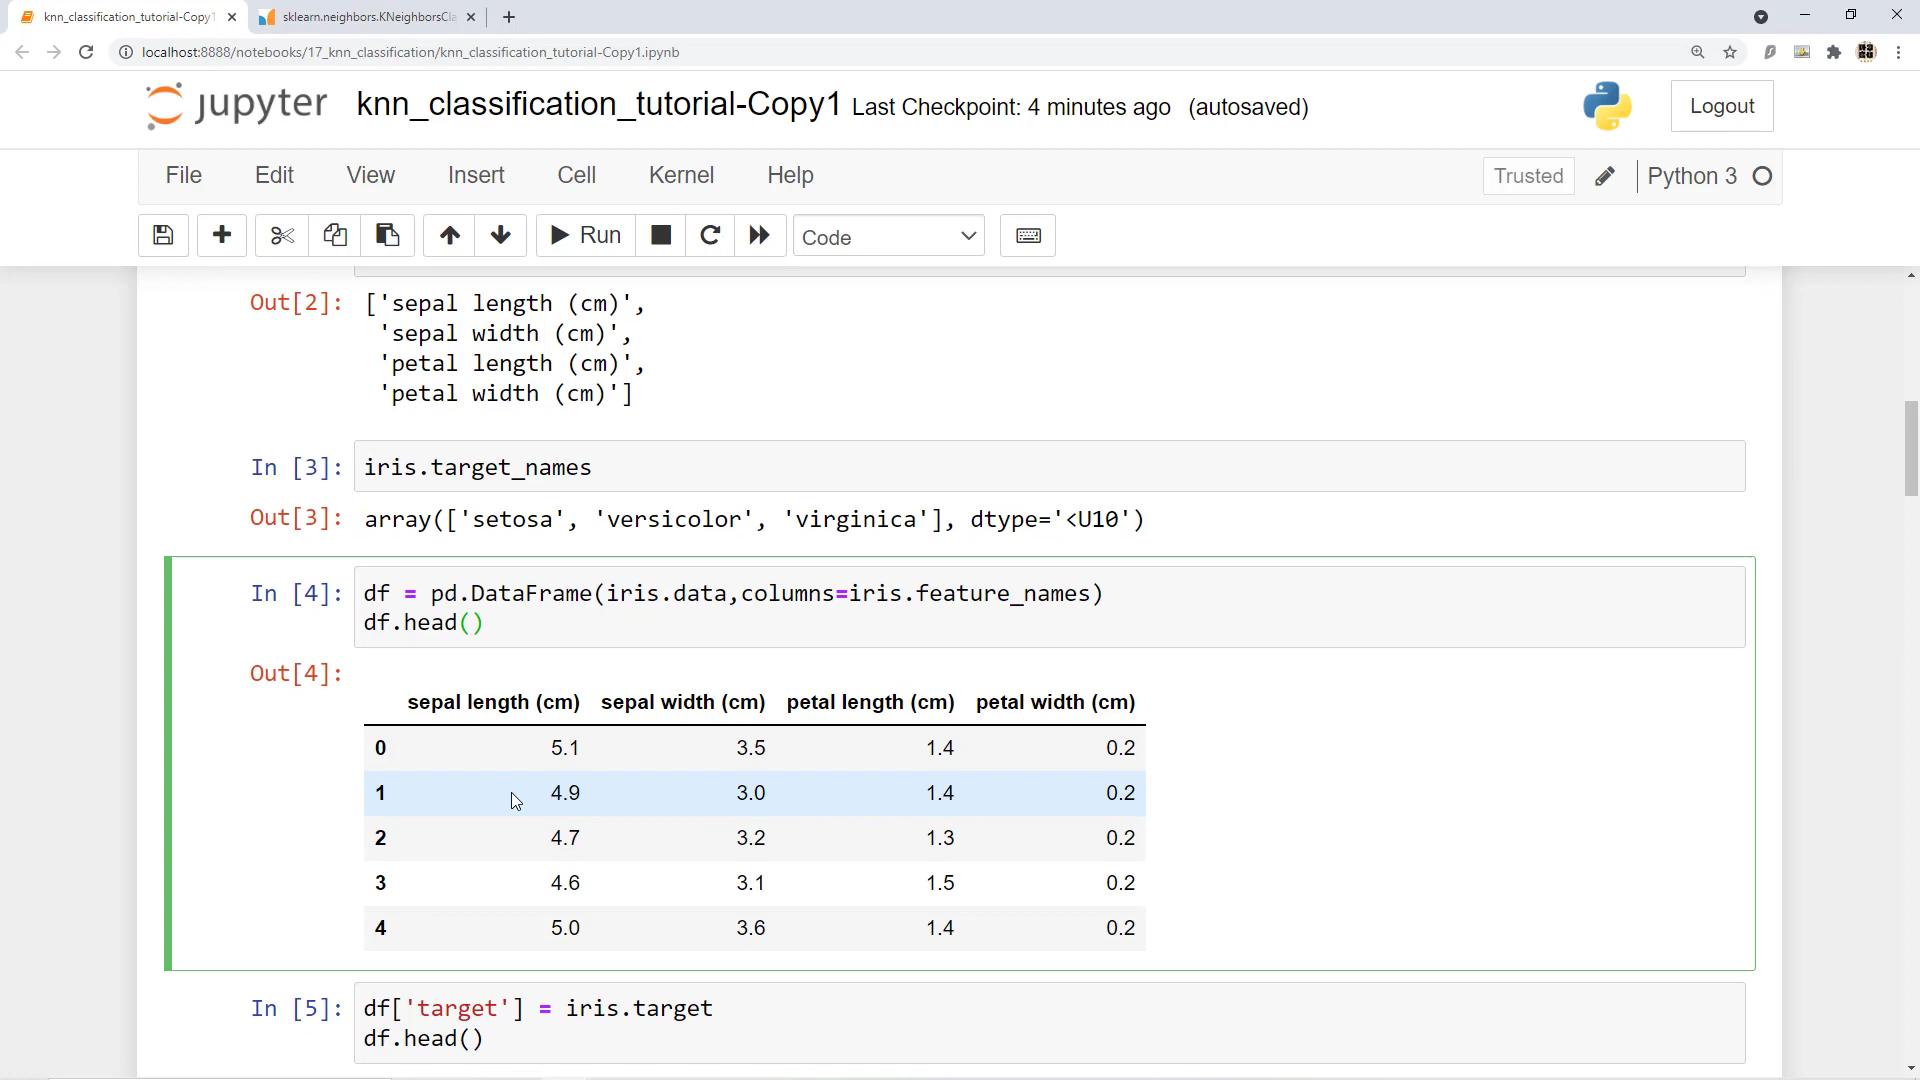 knn_classification_tutorial-Copy1
sklearn.neighbors.KNeighborsCla
localhost:8888/notebooks/17_knn_classification/knn_classification_tutorial-Copy1.ipynb
jupyter knn_classification_tutorial-Copy1 Last Checkpoint: 4 minutes ago (autosaved)
Logout
File Edit View Insert Cell Kernel Help
Trusted Python 3
Run Code
Out[2]: ['sepal length (cm)',
'sepal width (cm)',
'petal length (cm)',
'petal width (cm)']
In [3]: iris.target_names
Out[3]: array(['setosa', 'versicolor', 'virginica'], dtype='<U10')
In [4]: df = pd.DataFrame(iris.data,columns=iris.feature_names)
df.head()
Out[4]:
sepal length (cm) sepal width (cm) petal length (cm) petal width (cm)
0 5.1 3.5 1.4 0.2
1 4.9 3.0 1.4 0.2
2 4.7 3.2 1.3 0.2
3 4.6 3.1 1.5 0.2
4 5.0 3.6 1.4 0.2
In [5]: df['target'] = iris.target
df.head()